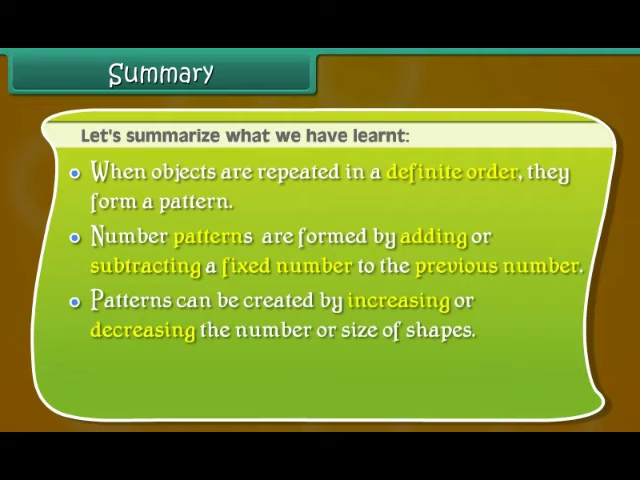 Summary
Let's summarize what we have learnt:
When objects are repeated in a definite order, they
form a pattern.
Number patterns are formed by adding or
subtracting a fixed number to the previous number.
Patterns can be created by increasing or
decreasing the number or size of shapes.